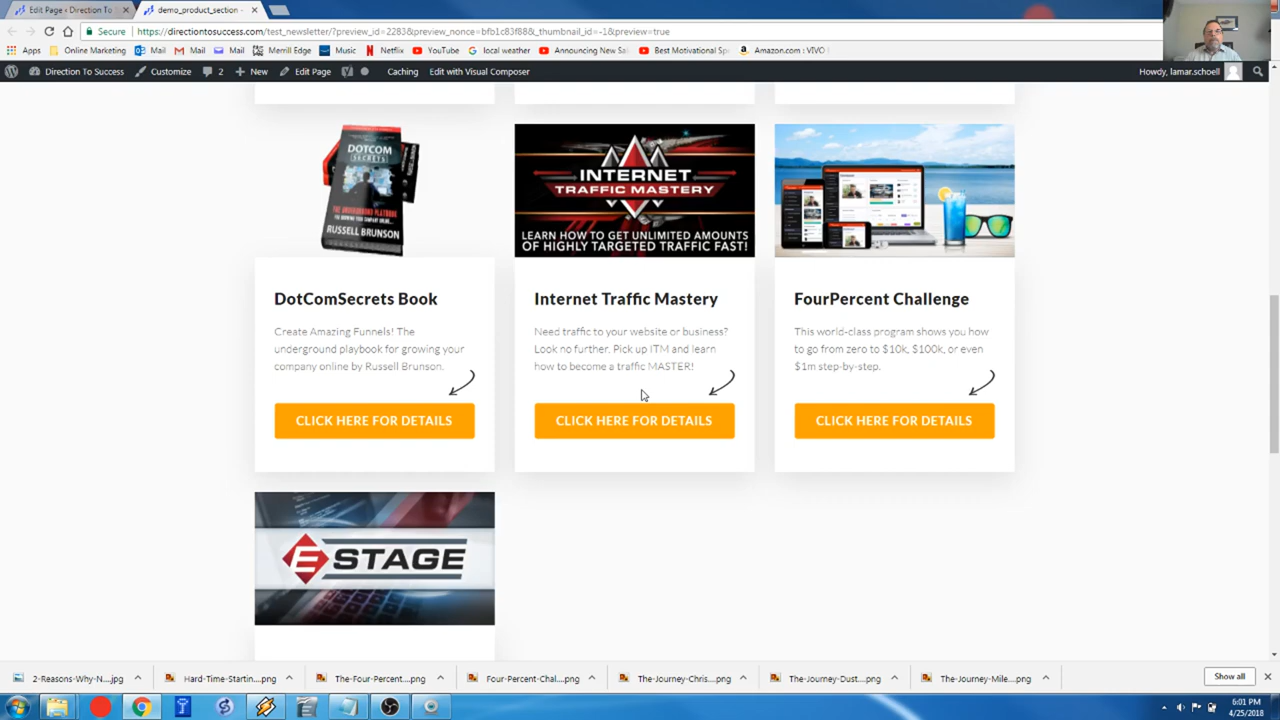 Edit Page ‹ Direction To
demo_product_section -
Secure
https://directiontosuccess.com/test_newsletter/?preview_id=2283&preview_nonce=bfb1c83f88&_thumbnail_id=-1&preview=true
Apps
Online Marketing
Mail
Mail
Mail
Merrill Edge
Music
Netflix
YouTube
local weather
Announcing New Sal
Best Motivational Sp
Amazon.com : VIVO
Direction To Success
Customize
2
New
Edit Page
Caching
Edit with Visual Composer
Howdy, lamar.schoell
DOTCOM
SECRETS
THE UNDERGROUND PLAYBOOK
RUSSELL BRUNSON
INTERNET
TRAFFIC MASTERY
LEARN HOW TO GET UNLIMITED AMOUNTS
OF HIGHLY TARGETED TRAFFIC FAST!
DotComSecrets Book
Create Amazing Funnels! The
underground playbook for growing your
company online by Russell Brunson.
CLICK HERE FOR DETAILS
Internet Traffic Mastery
Need traffic to your website or business?
Look no further. Pick up ITM and learn
how to become a traffic MASTER!
CLICK HERE FOR DETAILS
FourPercent Challenge
This world-class program shows you how
to go from zero to $10k, $100k, or even
$1m step-by-step.
CLICK HERE FOR DETAILS
ESTAGE
2-Reasons-Why-N....jpg
Hard-Time-Startin....png
The-Four-Percent....png
Four-Percent-Chal....png
The-Journey-Chris....png
The-Journey-Dust....png
The-Journey-Mile....png
Show all
6:01 PM
4/25/2018